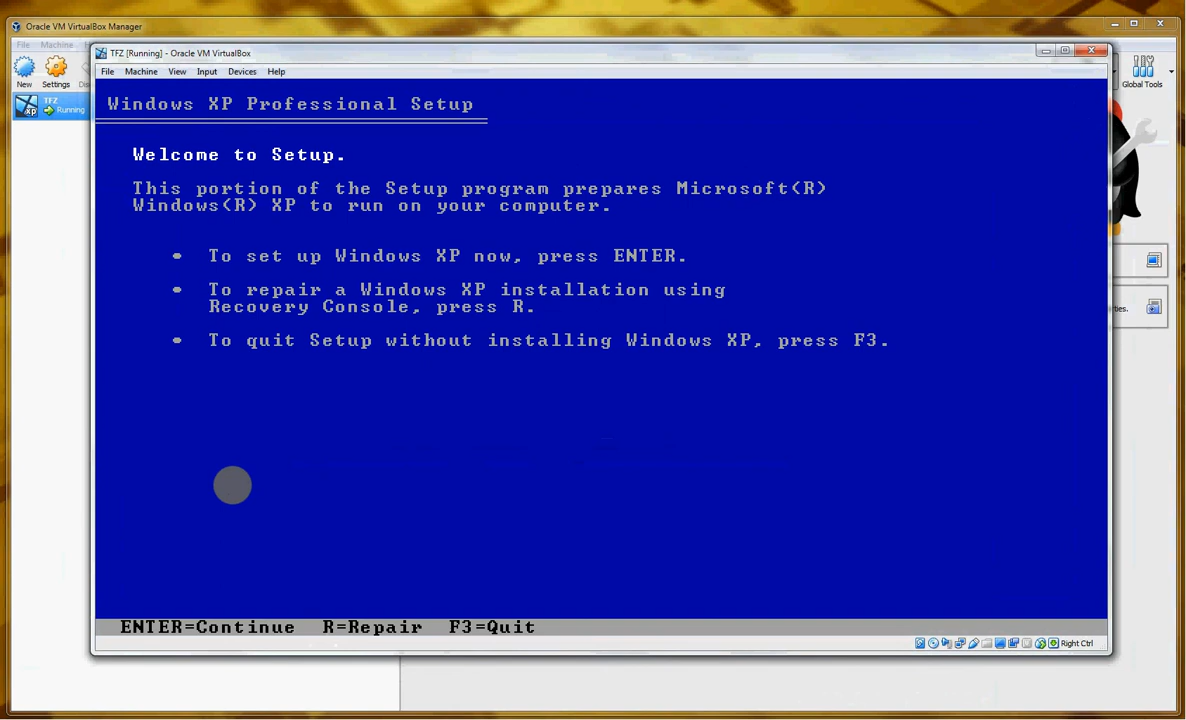 Oracle VM VirtualBox Manager
File Machine
TFZ [Running] - Oracle VM VirtualBox
File Machine View Input Devices Help
New Settings
Global Tools
TFZ
Running
Windows XP Professional Setup
Welcome to Setup.
This portion of the Setup program prepares Microsoft(R)
Windows(R) XP to run on your computer.
• To set up Windows XP now, press ENTER.
• To repair a Windows XP installation using
Recovery Console, press R.
• To quit Setup without installing Windows XP, press F3.
ENTER=Continue R=Repair F3=Quit
Right Ctrl